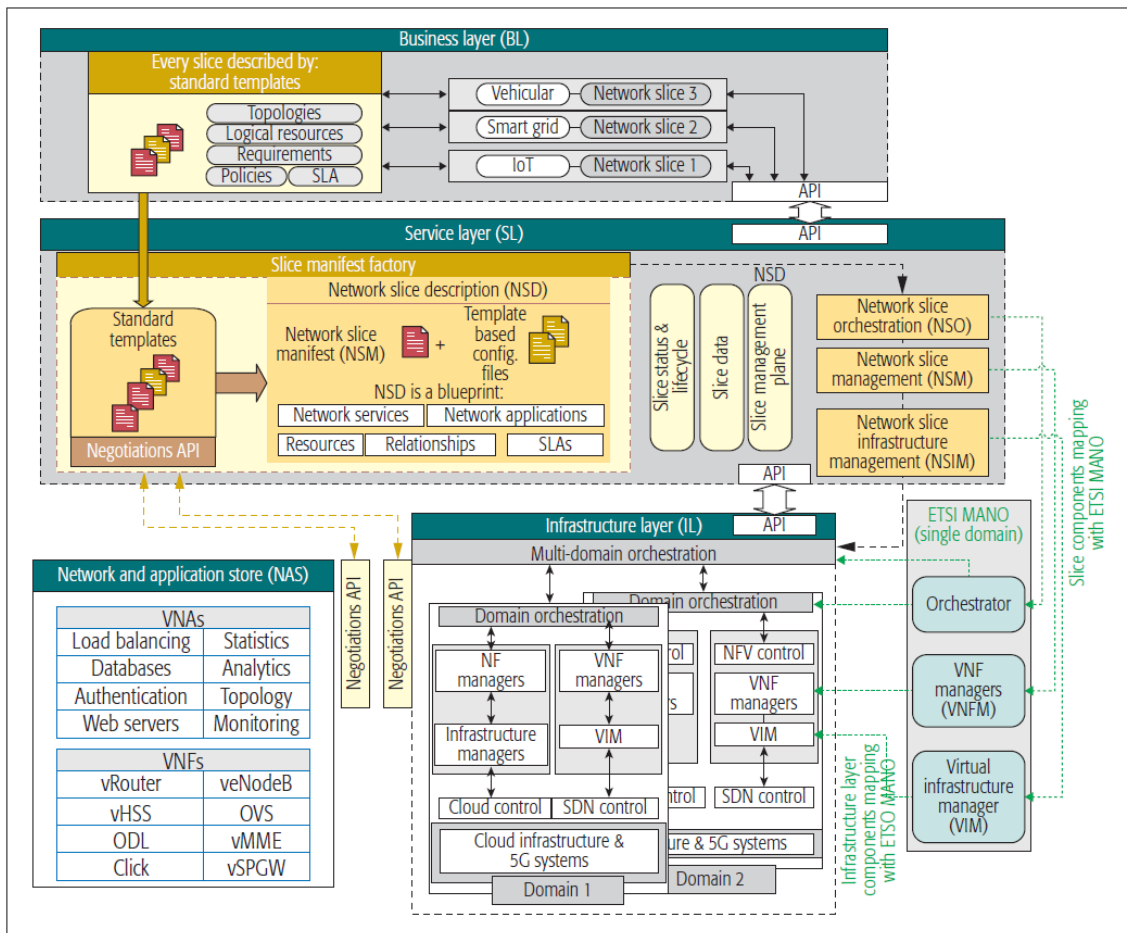 Business layer (BL)
Every slice described by:
standard templates
Topologies
Logical resources
Requirements
Policies
SLA
Vehicular
Network slice 3
Smart grid
Network slice 2
IoT
Network slice 1
API
Service layer (SL)
API
Slice manifest factory
Standard
templates
Negotiations API
Network slice description (NSD)
Network slice
manifest (NSM)
+
Template
based
config.
files
NSD is a blueprint:
Network services
Network applications
Resources
Relationships
SLAs
NSD
Slice status &
lifecycle
Slice data
Slice management
plane
Network slice
orchestration (NSO)
Network slice
management (NSM)
Network slice
infrastructure
management (NSIM)
API
Slice components mapping
with ETSI MANO
Network and application store (NAS)
VNAs
Load balancing
Statistics
Databases
Analytics
Authentication
Topology
Web servers
Monitoring
VNFs
vRouter
veNodeB
vHSS
OVS
ODL
vMME
Click
vSPGW
Negotiations API
Negotiations API
Infrastructure layer (IL)
API
Multi-domain orchestration
Domain orchestration
NF
managers
Infrastructure
managers
Cloud control
VNF
managers
VIM
SDN control
Cloud infrastructure &
5G systems
Domain 1
Domain orchestration
ntrol
rs
ntrol
NFV control
VNF
managers
VIM
SDN control
ture & 5G systems
Domain 2
Infrastructure layer
components mapping
with ETSO MANO
ETSI MANO
(single domain)
Orchestrator
VNF
managers
(VNFM)
Virtual
infrastructure
manager
(VIM)